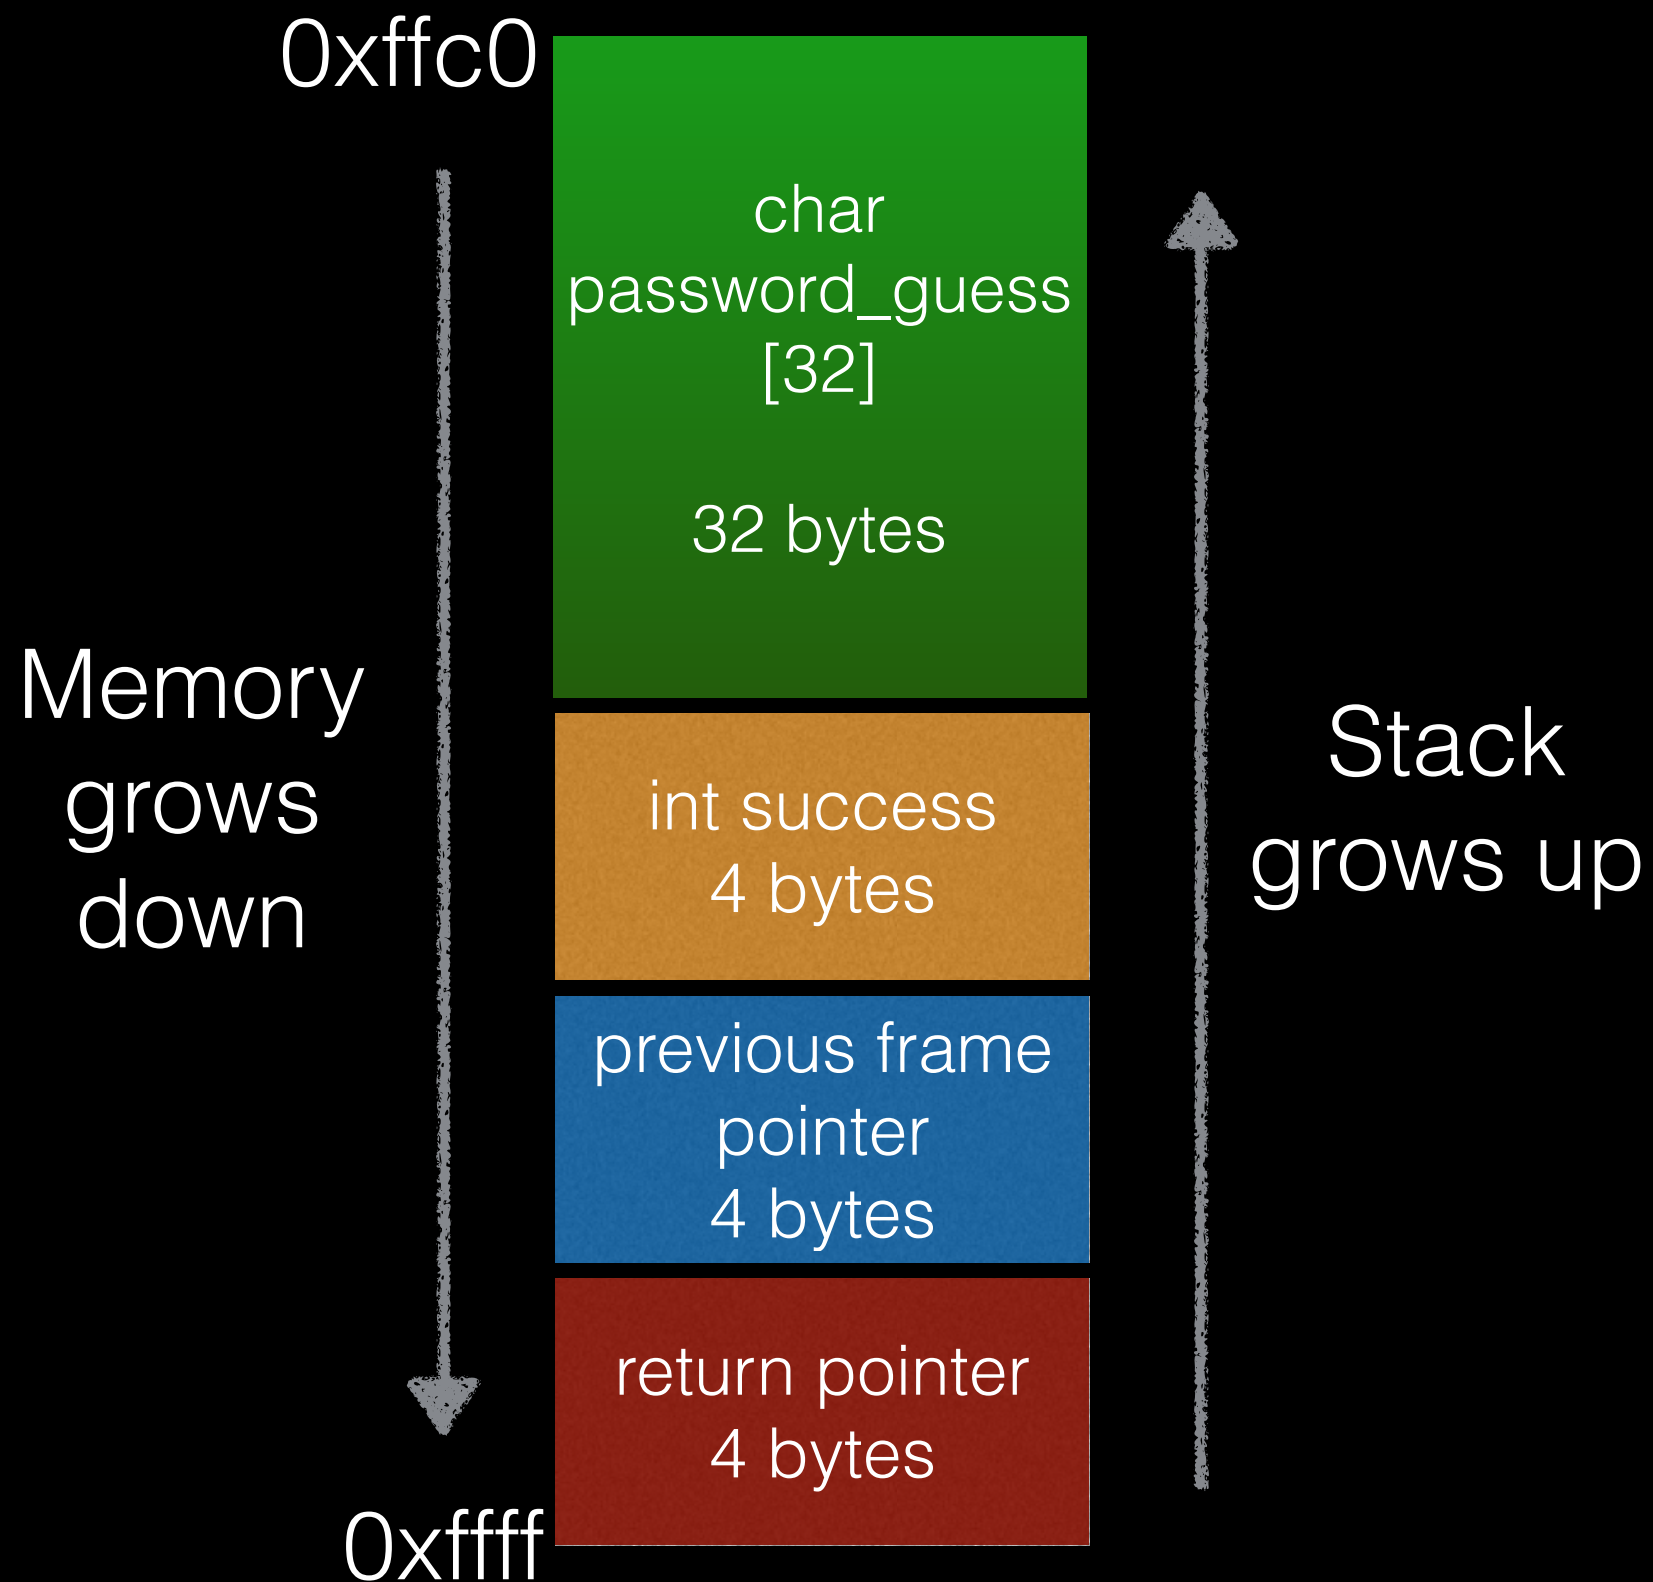 0xffc0
char
password_guess
[32]
32 bytes
Memory
grows
down
Stack
grows up
int success
4 bytes
previous frame
pointer
4 bytes
return pointer
4 bytes
0xffff